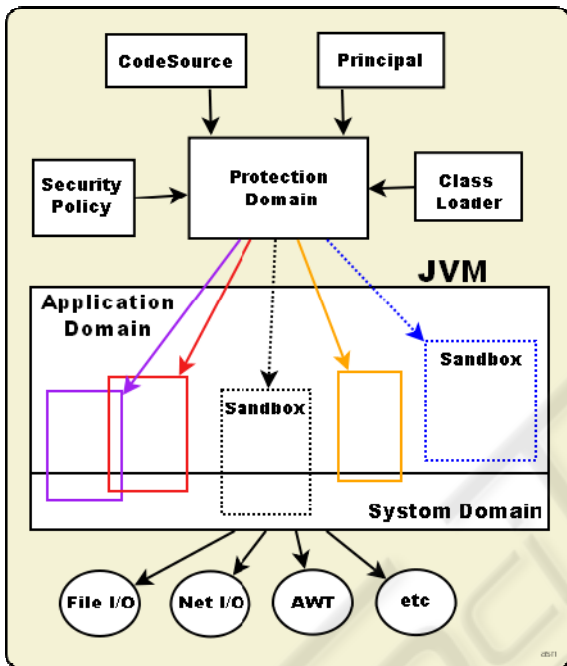 CodeSource
Principal
Security
Policy
Protection
Domain
Class
Loader
JVM
Application
Domain
Sandbox
Sandbox
System Domain
File I/O
Net I/O
AWT
etc